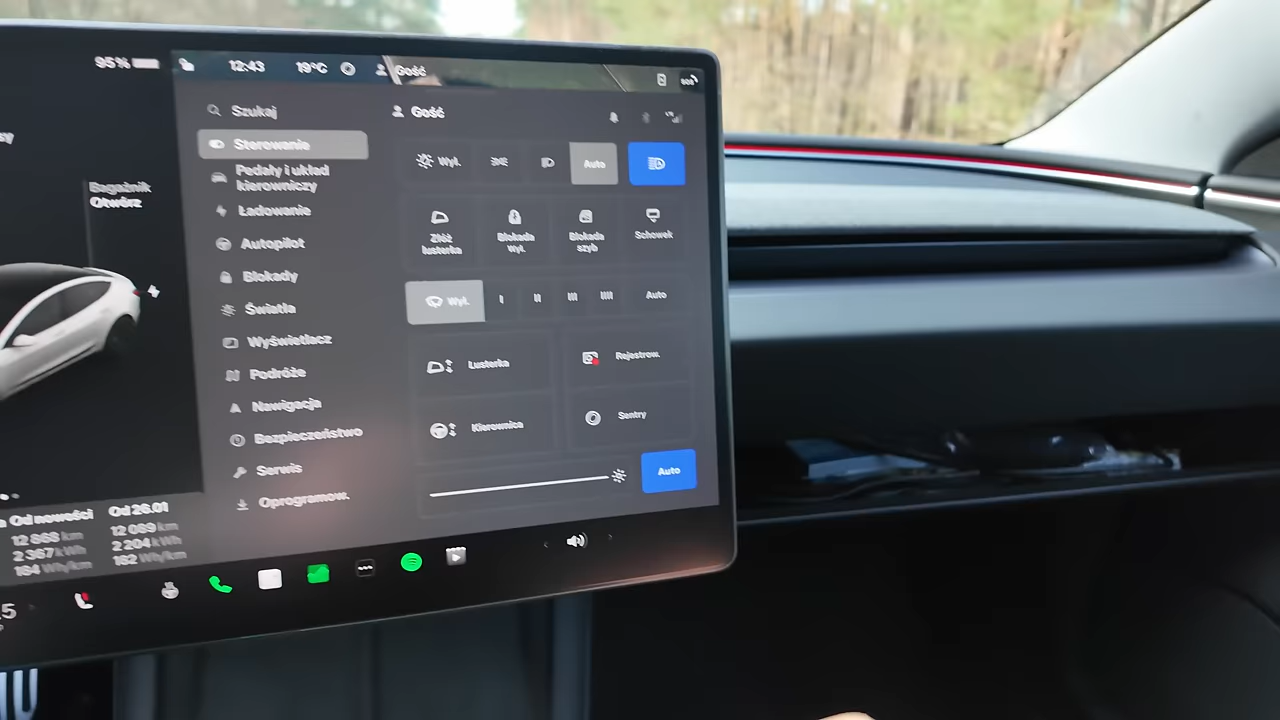 95%
12:43
19°C
Gość
Szukaj
Gość
Sterowanie
Pedały i układ
kierowniczy
Ładowanie
Autopilot
Blokady
Światła
Wyświetlacz
Podróże
Nawigacja
Bezpieczeństwo
Serwis
Oprogramow.
Bagażnik
Otwórz
Wył.
Auto
Złóż
lusterka
Blokada
wył.
Blokada
szyb
Schowek
Wył.
I
II
III
IIII
Auto
Lusterka
Rejestrow.
Kierownica
Sentry
Auto
Od nowości
12 868 km
2 367 kWh
184 Wh/km
Od 26.01
12 089 km
2 204 kWh
182 Wh/km